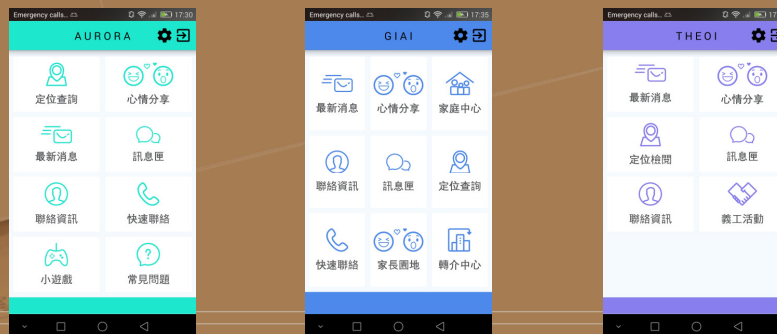 Emergency calls...
17:30
AURORA
定位查詢
心情分享
最新消息
訊息匣
聯絡資訊
快速聯絡
小遊戲
常見問題
Emergency calls...
17:35
GIAI
最新消息
心情分享
家庭中心
聯絡資訊
訊息匣
定位查詢
快速聯絡
家長園地
轉介中心
Emergency calls...
THEOI
最新消息
心情分享
定位檢閱
訊息匣
聯絡資訊
義工活動